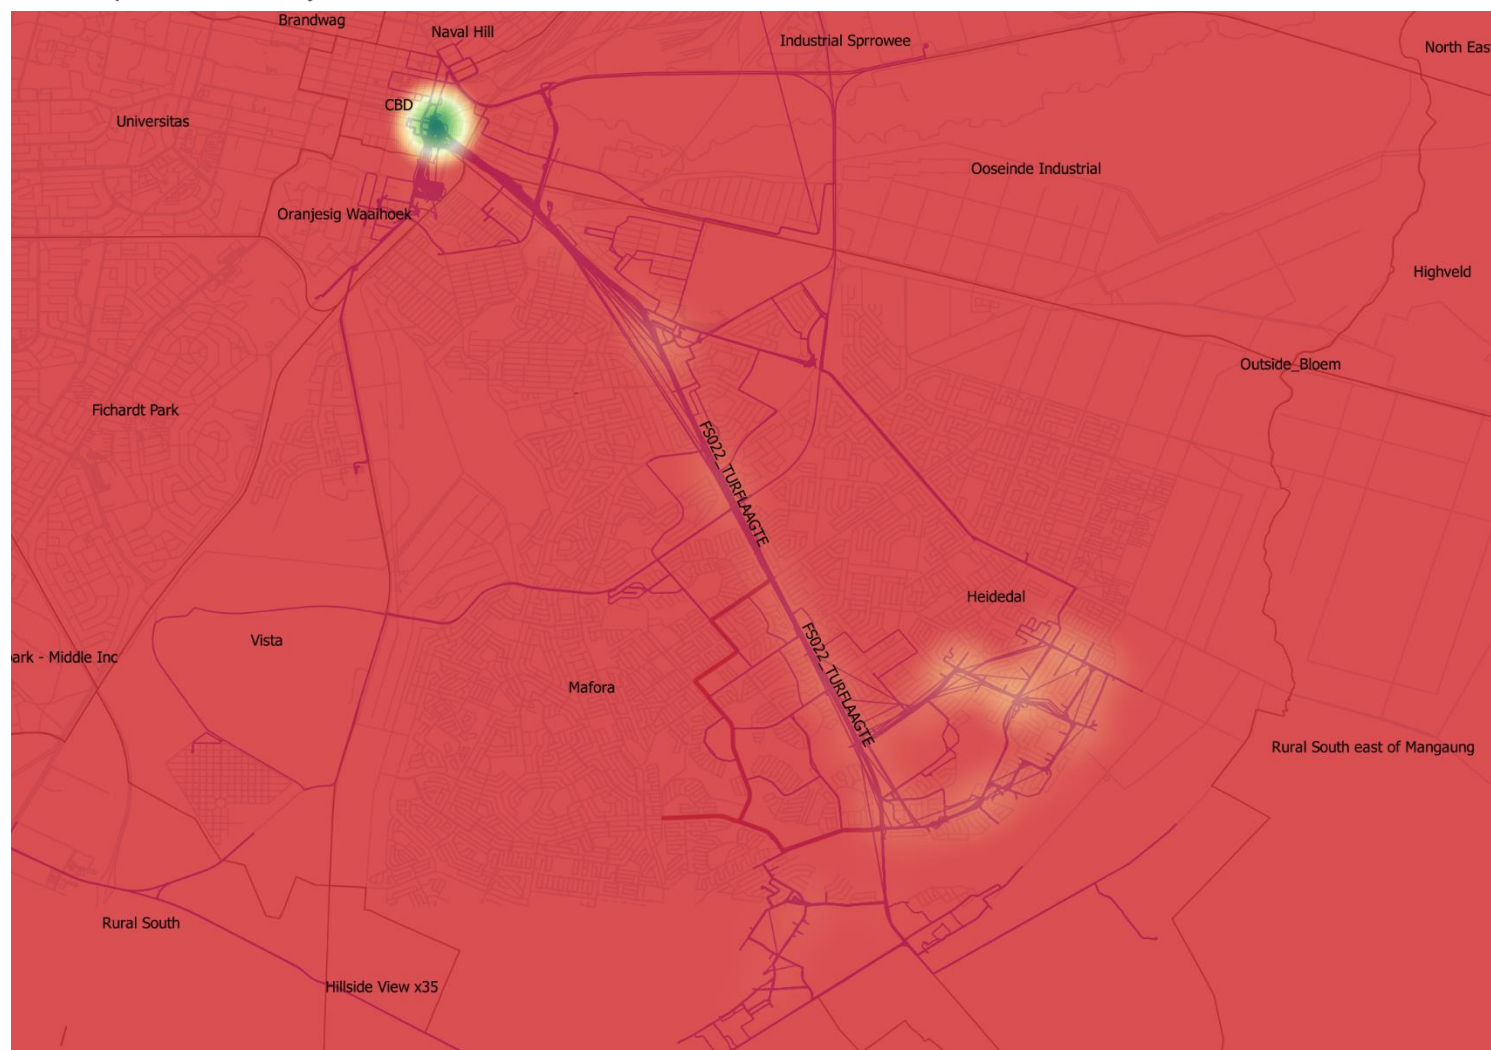 Brandwag
Naval Hill
Industrial Sprrowee
North Eas
CBD
Universitas
Ooseinde Industrial
Oranjesig Waaihoek
Highveld
Outside_Bloem
Fichardt Park
FS022_TURFLAAGTE
Heidedal
FS022_TURFLAAGTE
Vista
ark - Middle Inc
Mafora
Rural South east of Mangaung
Rural South
Hillside View x35